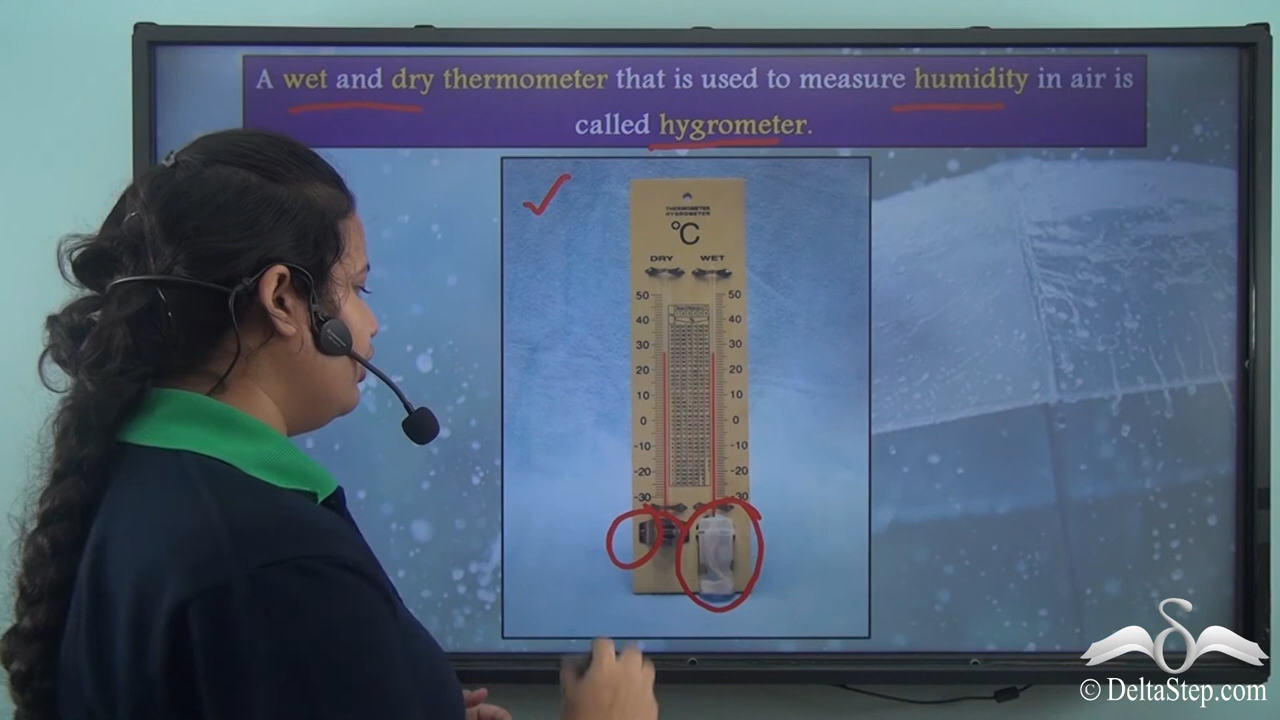 A wet and dry thermometer that is used to measure humidity in air is
called hygrometer.
THERMOMETER
HYGROMETER
°C
DRY WET
50 50
40 40
30 30
20 20
10 10
0 0
-10 -10
-20 -20
-30 -30
© DeltaStep.com